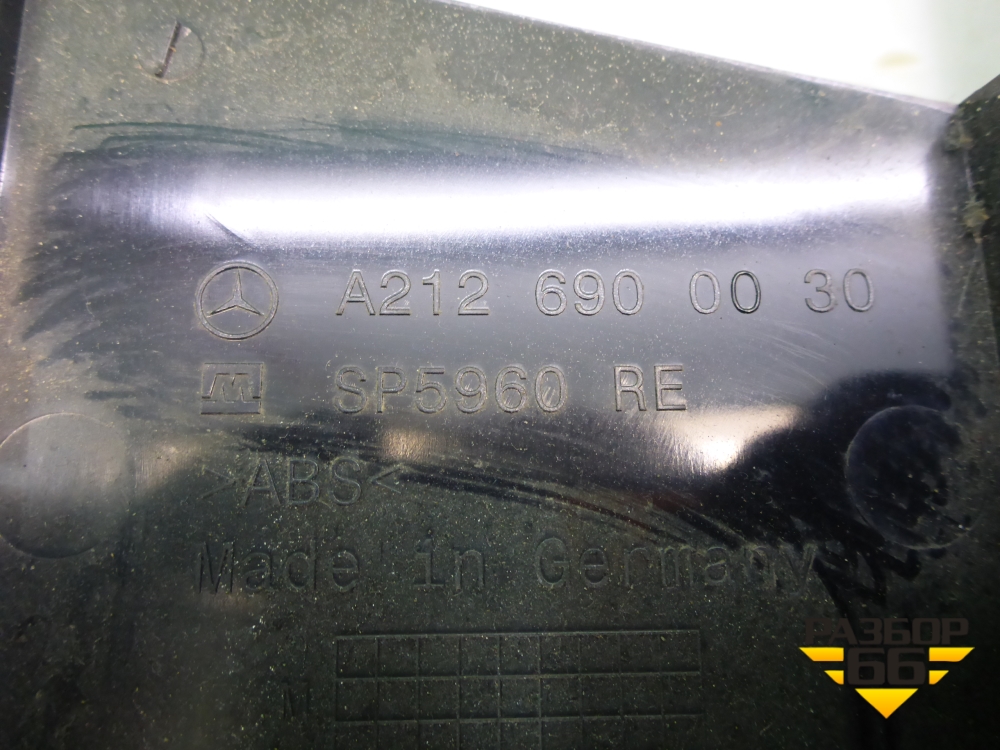 A212 690 00 30
SP5960 RE
>ABS<
Made in Germany
M
РАЗБОР
66